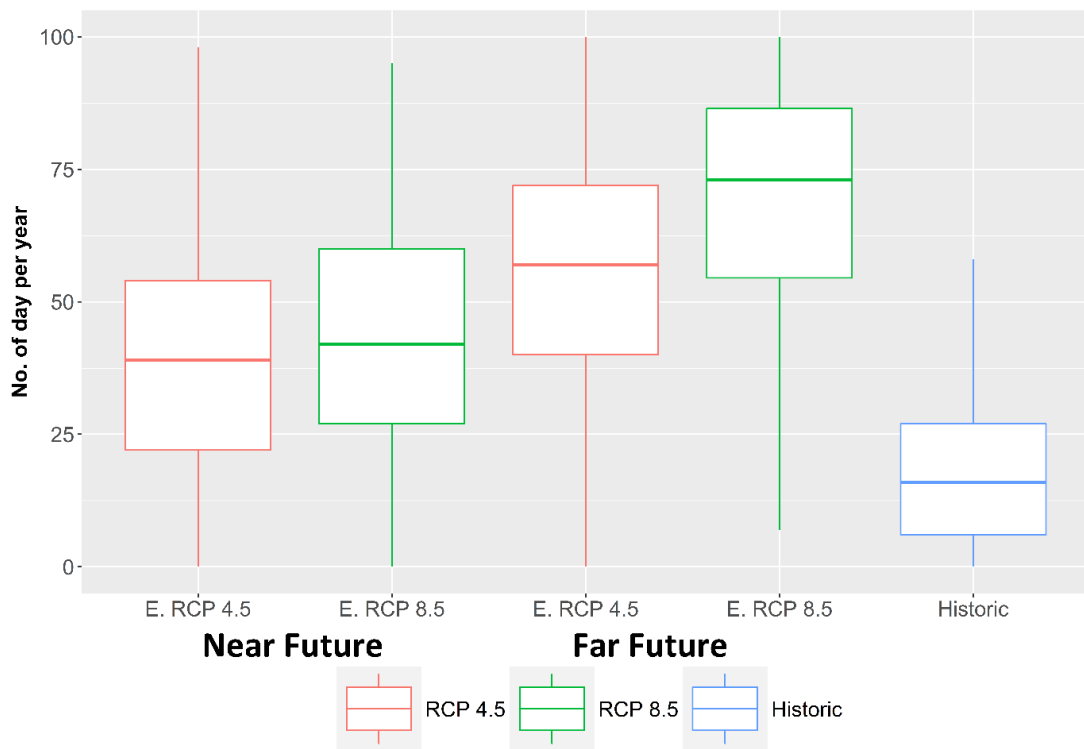 No. of day per year
100
75
50
25
0
E. RCP 4.5
E. RCP 8.5
E. RCP 4.5
E. RCP 8.5
Historic
Near Future
Far Future
RCP 4.5
RCP 8.5
Historic